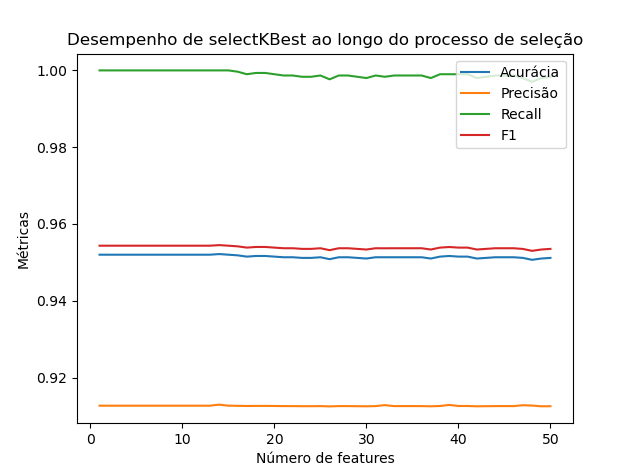 Desempenho de selectKBest ao longo do processo de seleção
1.00
0.98
0.96
0.94
0.92
Métricas
Acurácia
Precisão
Recall
F1
0 10 20 30 40 50
Número de features